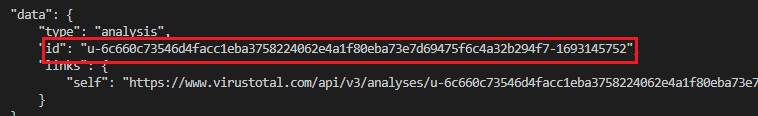 "data": {
"type": "analysis",
"id": "u-6c660c73546d4facc1eba3758224062e4a1f80eba73e7d69475f6c4a32b294f7-1693145752"
"links": {
"self": "https://www.virustotal.com/api/v3/analyses/u-6c660c73546d4facc1eba3758224062e4a1f80eba73e7
}